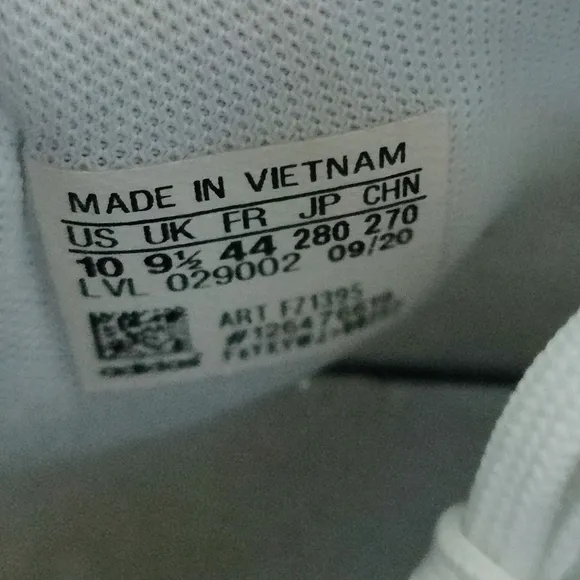 MADE IN VIETNAM
US UK FR JP CHN
10 9½ 44 280 270
LVL 029002 09/20
ART F71395
adidas